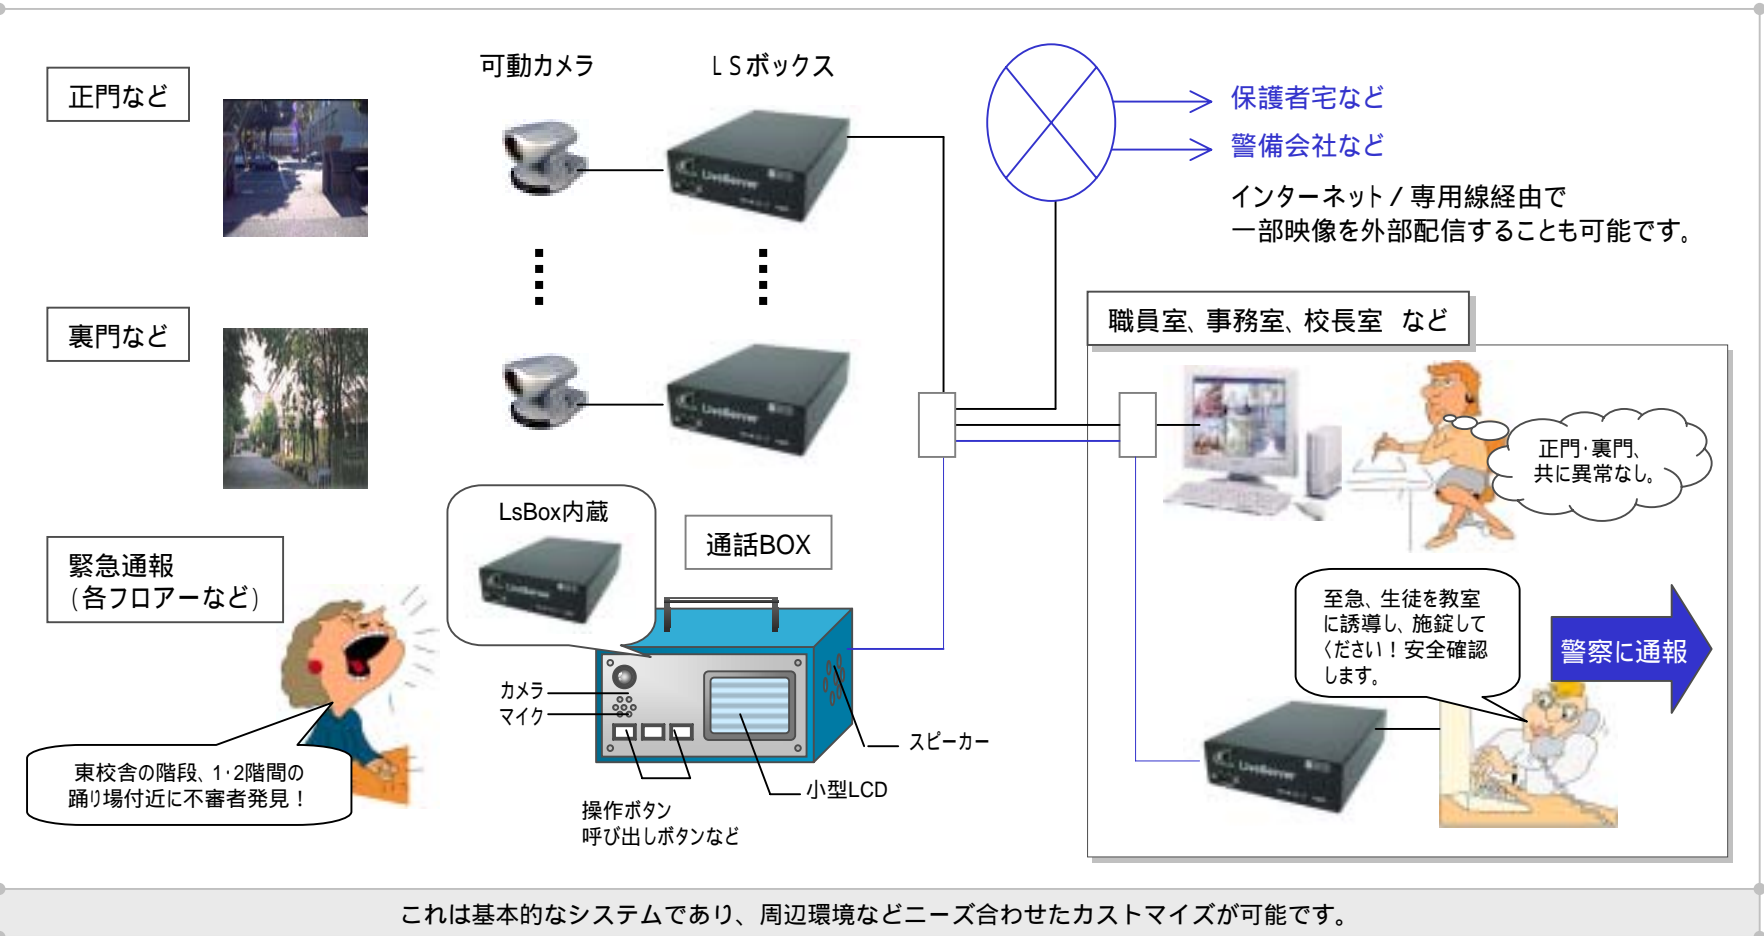 正門など
可動カメラ
LSボックス
保護者宅など
警備会社など
インターネット / 専用線経由で
一部映像を外部配信することも可能です。
LiveServer
裏門など
職員室、事務室、校長室　など
LiveServer
正門・裏門、
共に異常なし。
LsBox内蔵
LiveServer
通話BOX
緊急通報
(各フロアーなど)
至急、生徒を教室
に誘導し、施錠して
ください！安全確認
します。
警察に通報
カメラ
マイク
スピーカー
小型LCD
操作ボタン
呼び出しボタンなど
東校舎の階段、1・2階間の
踊り場付近に不審者発見！
LiveServer
これは基本的なシステムであり、周辺環境などニーズ合わせたカストマイズが可能です。